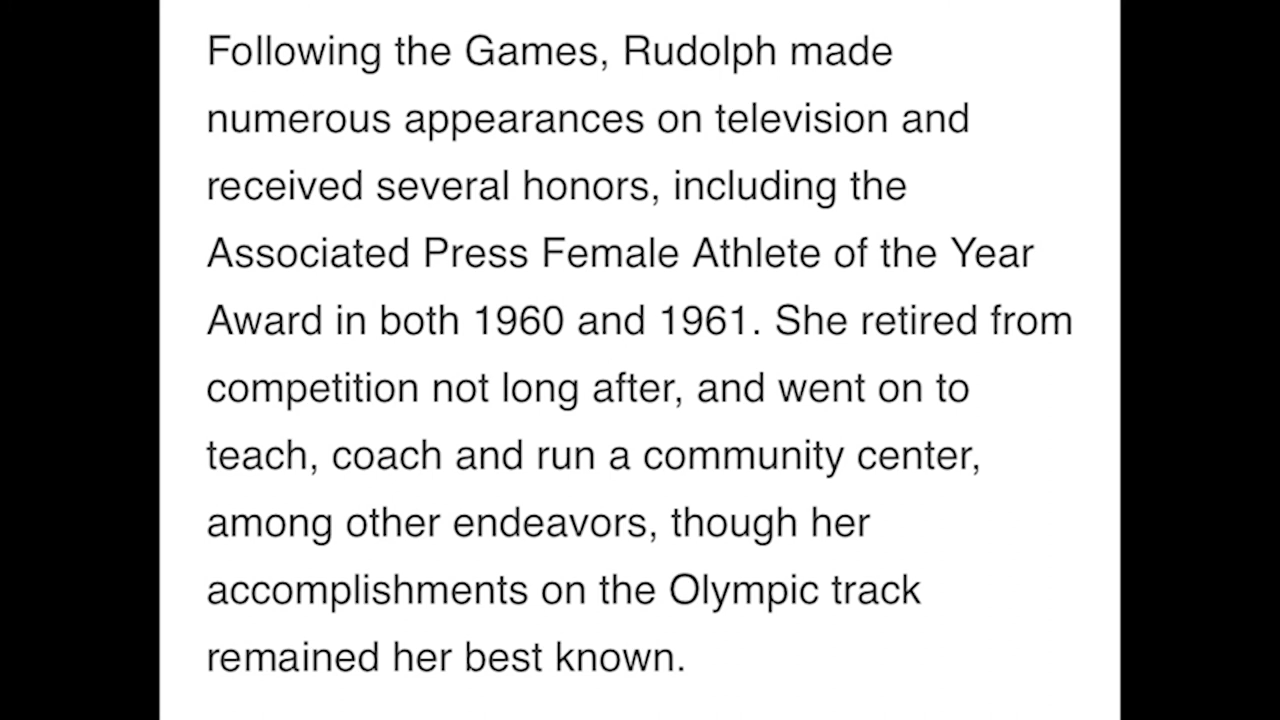 Following the Games, Rudolph made
numerous appearances on television and
received several honors, including the
Associated Press Female Athlete of the Year
Award in both 1960 and 1961. She retired from
competition not long after, and went on to
teach, coach and run a community center,
among other endeavors, though her
accomplishments on the Olympic track
remained her best known.